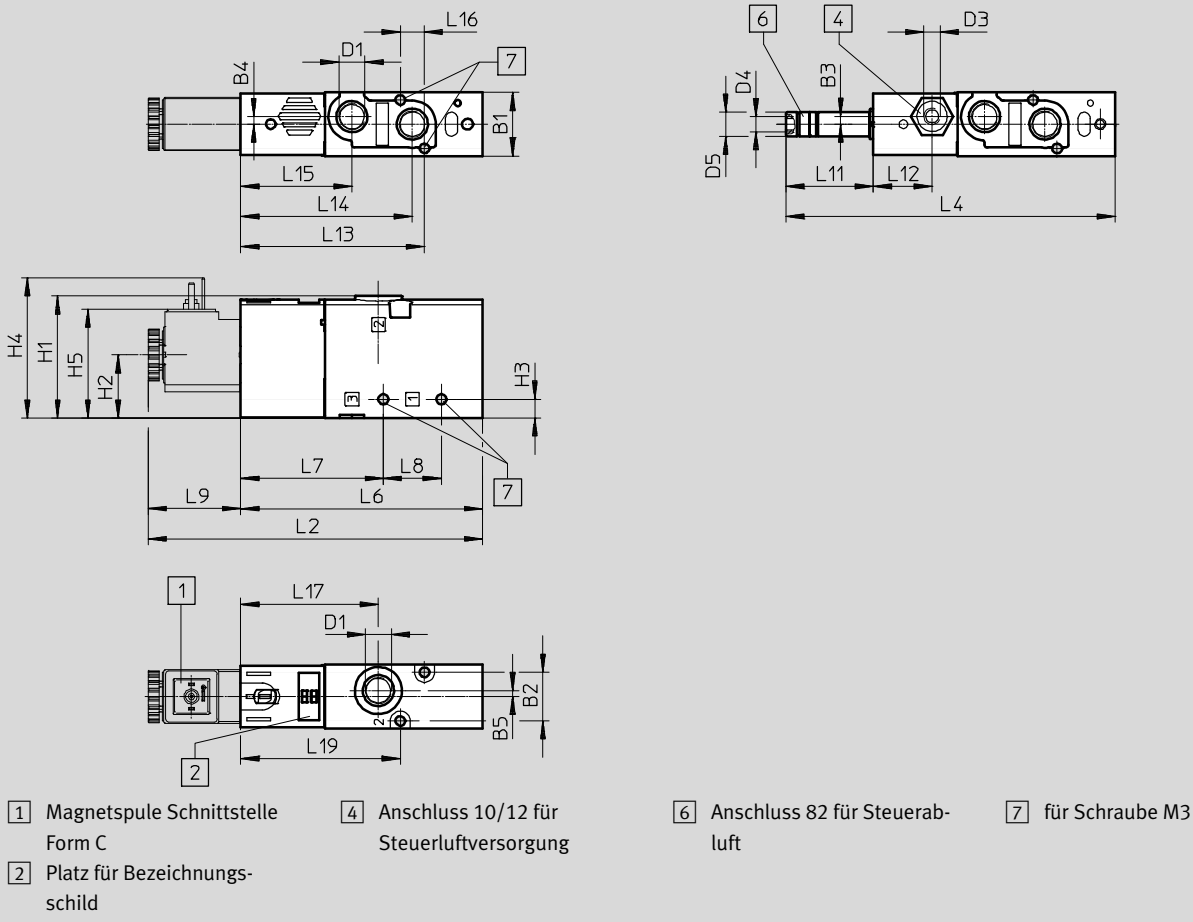 L16
D1
7
B4
B1
L15
L14
L13
6
4
D3
B3
D4
D5
L11
L12
L4
H4
H1
H5
H2
H3
2
3
1
L7
L8
7
L9
L6
L2
1
L17
D1
B2
B5
2
L19
2
1 Magnetspule Schnittstelle
Form C
2 Platz für Bezeichnungs-
schild
4 Anschluss 10/12 für
Steuerluftversorgung
6 Anschluss 82 für Steuerab-
luft
7 für Schraube M3